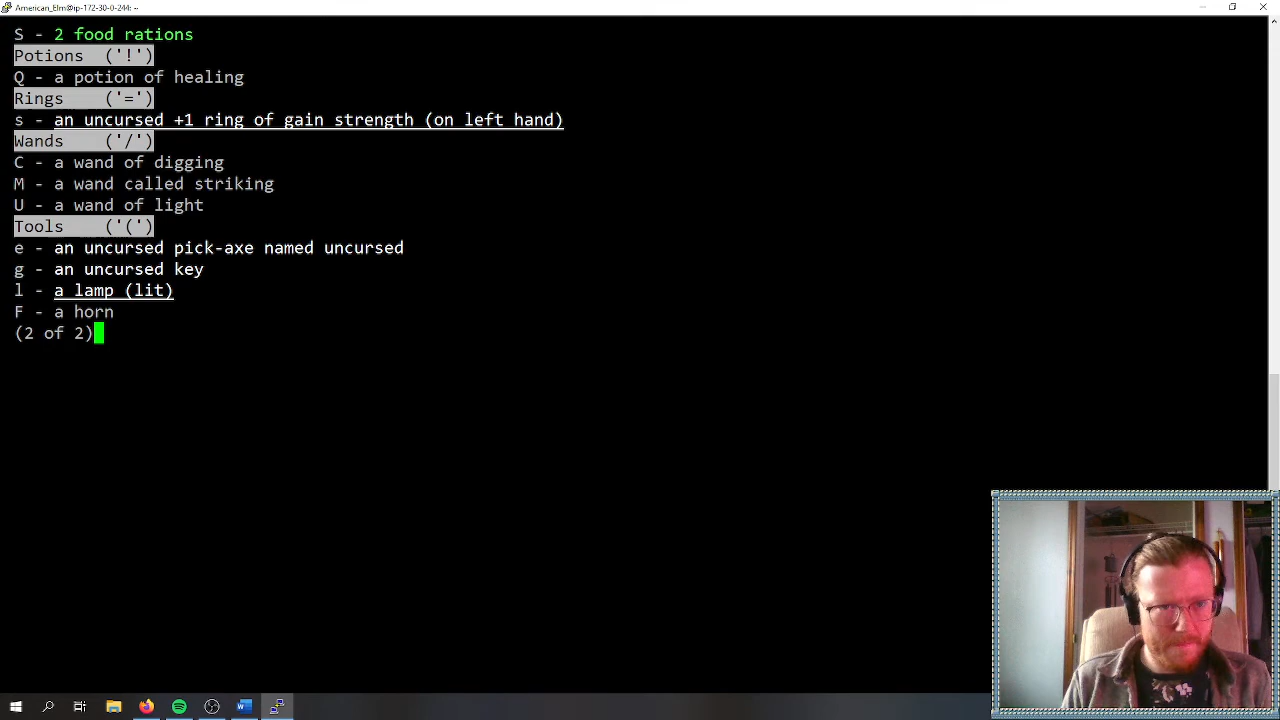 American_Elm@ip-172-30-0-244: ~
S - 2 food rations
Potions ('!')
Q - a potion of healing
Rings ('=')
s - an uncursed +1 ring of gain strength (on left hand)
Wands ('/')
C - a wand of digging
M - a wand called striking
U - a wand of light
Tools ('(')
e - an uncursed pick-axe named uncursed
g - an uncursed key
l - a lamp (lit)
F - a horn
(2 of 2)